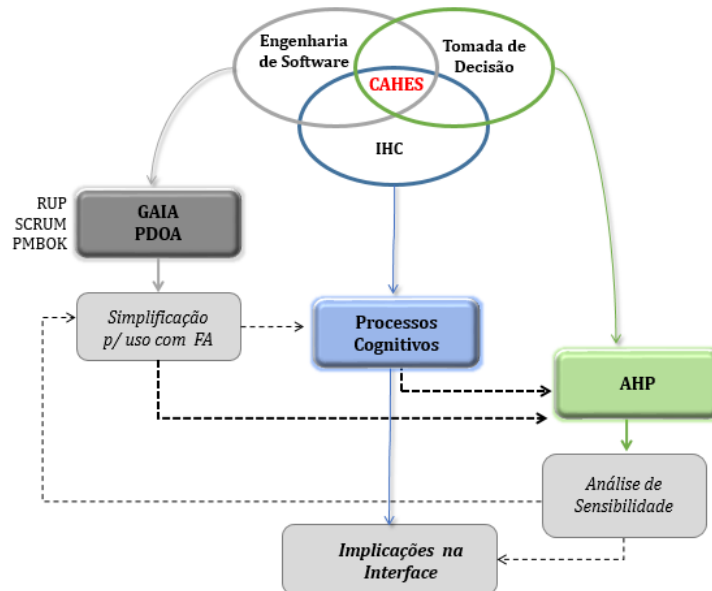 Engenharia
de Software
Tomada de
Decisão
CAHES
IHC
RUP
SCRUM
PMBOK
GAIA
PDOA
Simplificação
p/ uso com FA
Processos
Cognitivos
AHP
Análise de
Sensibilidade
Implicações na
Interface